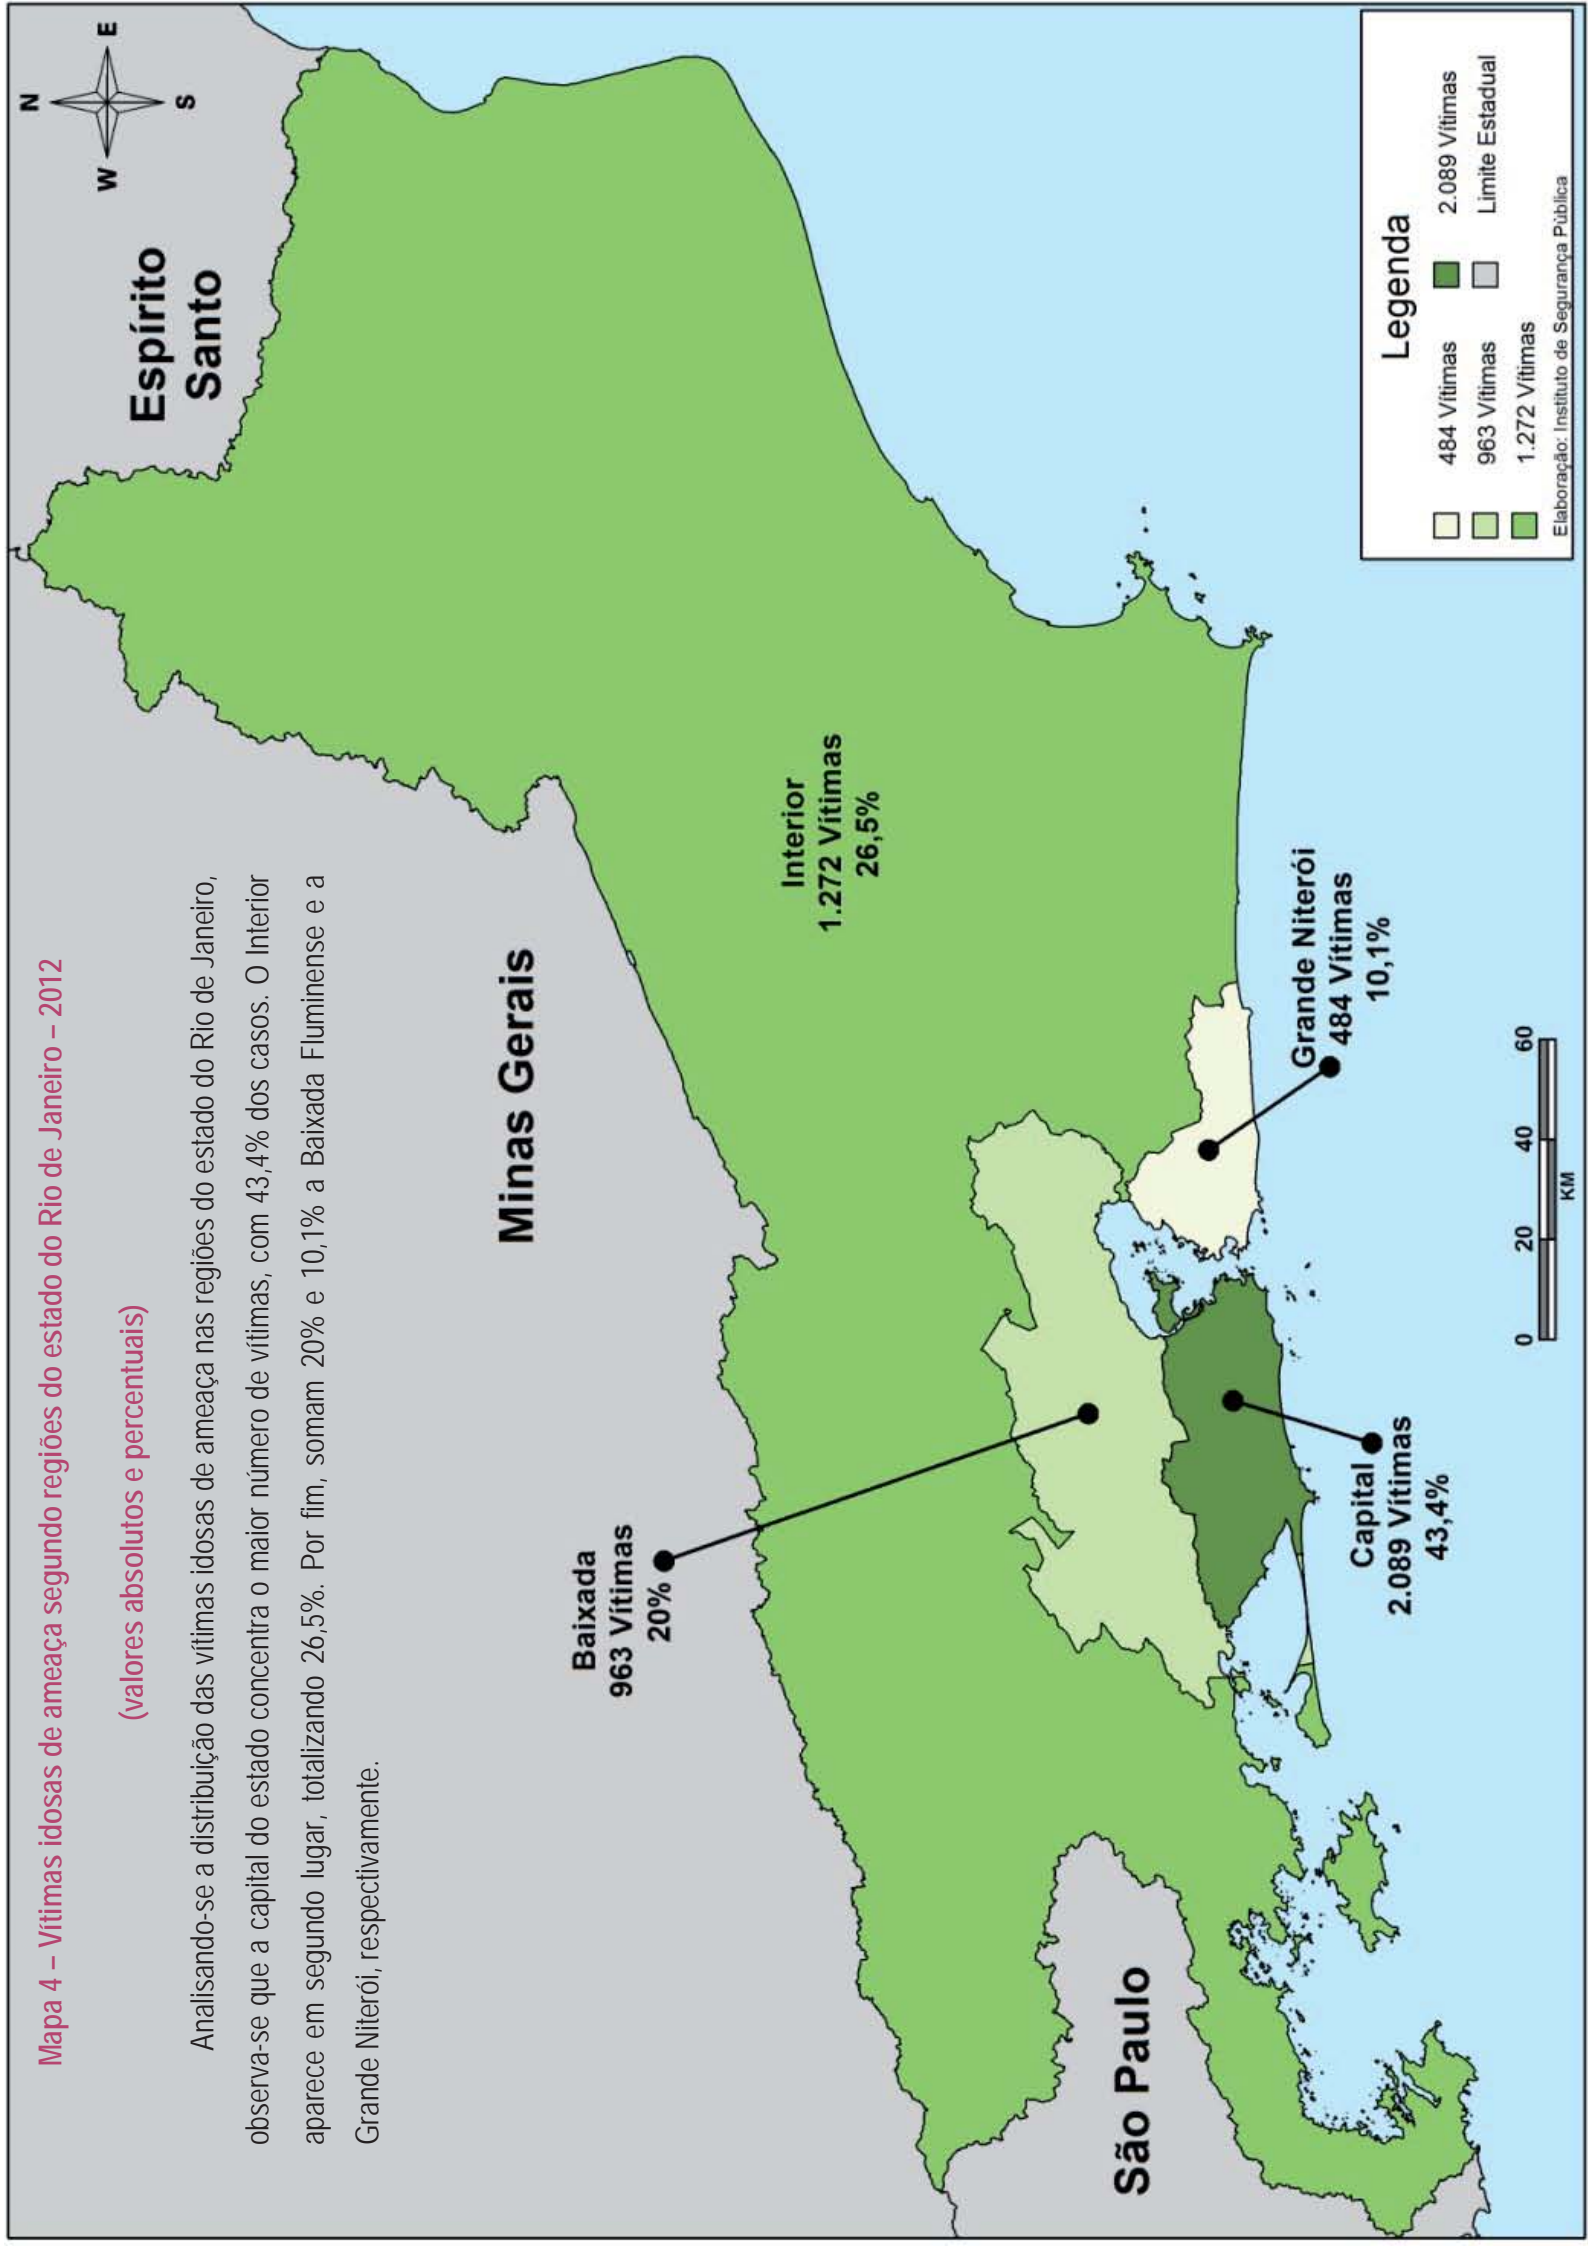 Mapa 4 – Vítimas idosas de ameaça segundo regiões do estado do Rio de Janeiro – 2012
(valores absolutos e percentuais)
Analisando-se a distribuição das vítimas idosas de ameaça nas regiões do estado do Rio de Janeiro,
observa-se que a capital do estado concentra o maior número de vítimas, com 43,4% dos casos. O Interior
aparece em segundo lugar, totalizando 26,5%. Por fim, somam 20% e 10,1% a Baixada Fluminense e a
Grande Niterói, respectivamente.
N
W
E
S
Espírito
Santo
Minas Gerais
São Paulo
Baixada
963 Vítimas
20%
Interior
1.272 Vítimas
26,5%
Grande Niterói
484 Vítimas
10,1%
Capital
2.089 Vítimas
43,4%
0 20 40 60
KM
Legenda
484 Vítimas
963 Vítimas
1.272 Vítimas
2.089 Vítimas
Limite Estadual
Elaboração: Instituto de Segurança Pública